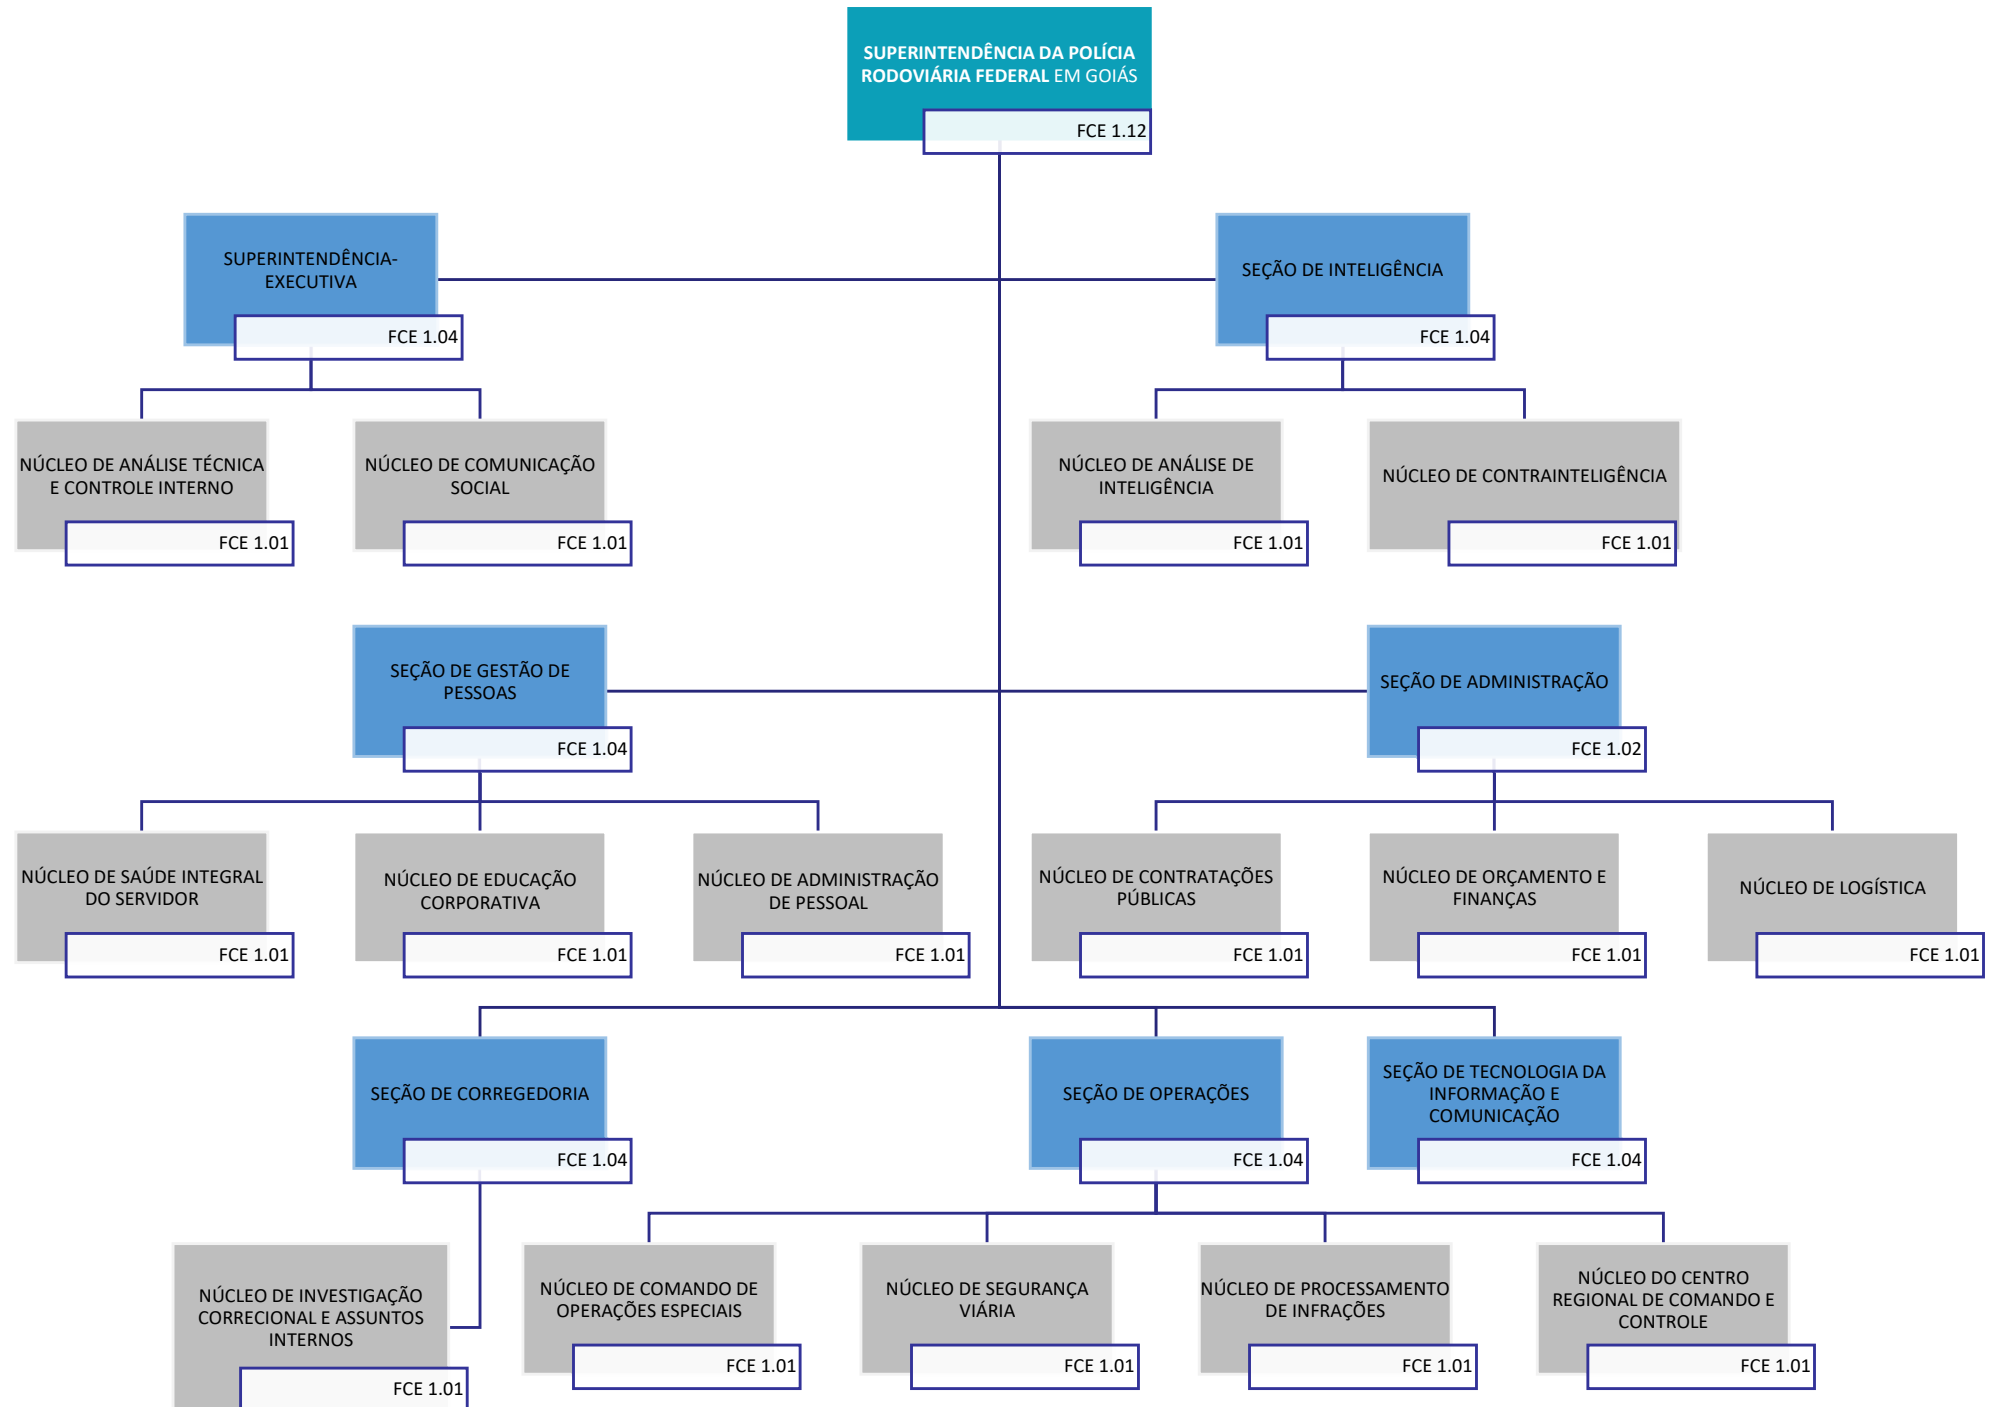 SUPERINTENDÊNCIA DA POLÍCIA
RODOVIÁRIA FEDERAL EM GOIÁS
FCE 1.12
SUPERINTENDÊNCIA-
EXECUTIVA
FCE 1.04
SEÇÃO DE INTELIGÊNCIA
FCE 1.04
NÚCLEO DE ANÁLISE TÉCNICA
E CONTROLE INTERNO
FCE 1.01
NÚCLEO DE COMUNICAÇÃO
SOCIAL
FCE 1.01
NÚCLEO DE ANÁLISE DE
INTELIGÊNCIA
FCE 1.01
NÚCLEO DE CONTRAINTELIGÊNCIA
FCE 1.01
SEÇÃO DE GESTÃO DE
PESSOAS
FCE 1.04
SEÇÃO DE ADMINISTRAÇÃO
FCE 1.02
NÚCLEO DE SAÚDE INTEGRAL
DO SERVIDOR
FCE 1.01
NÚCLEO DE EDUCAÇÃO
CORPORATIVA
FCE 1.01
NÚCLEO DE ADMINISTRAÇÃO
DE PESSOAL
FCE 1.01
NÚCLEO DE CONTRATAÇÕES
PÚBLICAS
FCE 1.01
NÚCLEO DE ORÇAMENTO E
FINANÇAS
FCE 1.01
NÚCLEO DE LOGÍSTICA
FCE 1.01
SEÇÃO DE CORREGEDORIA
FCE 1.04
SEÇÃO DE OPERAÇÕES
FCE 1.04
SEÇÃO DE TECNOLOGIA DA
INFORMAÇÃO E
COMUNICAÇÃO
FCE 1.04
NÚCLEO DE INVESTIGAÇÃO
CORRECIONAL E ASSUNTOS
INTERNOS
FCE 1.01
NÚCLEO DE COMANDO DE
OPERAÇÕES ESPECIAIS
FCE 1.01
NÚCLEO DE SEGURANÇA
VIÁRIA
FCE 1.01
NÚCLEO DE PROCESSAMENTO
DE INFRAÇÕES
FCE 1.01
NÚCLEO DO CENTRO
REGIONAL DE COMANDO E
CONTROLE
FCE 1.01